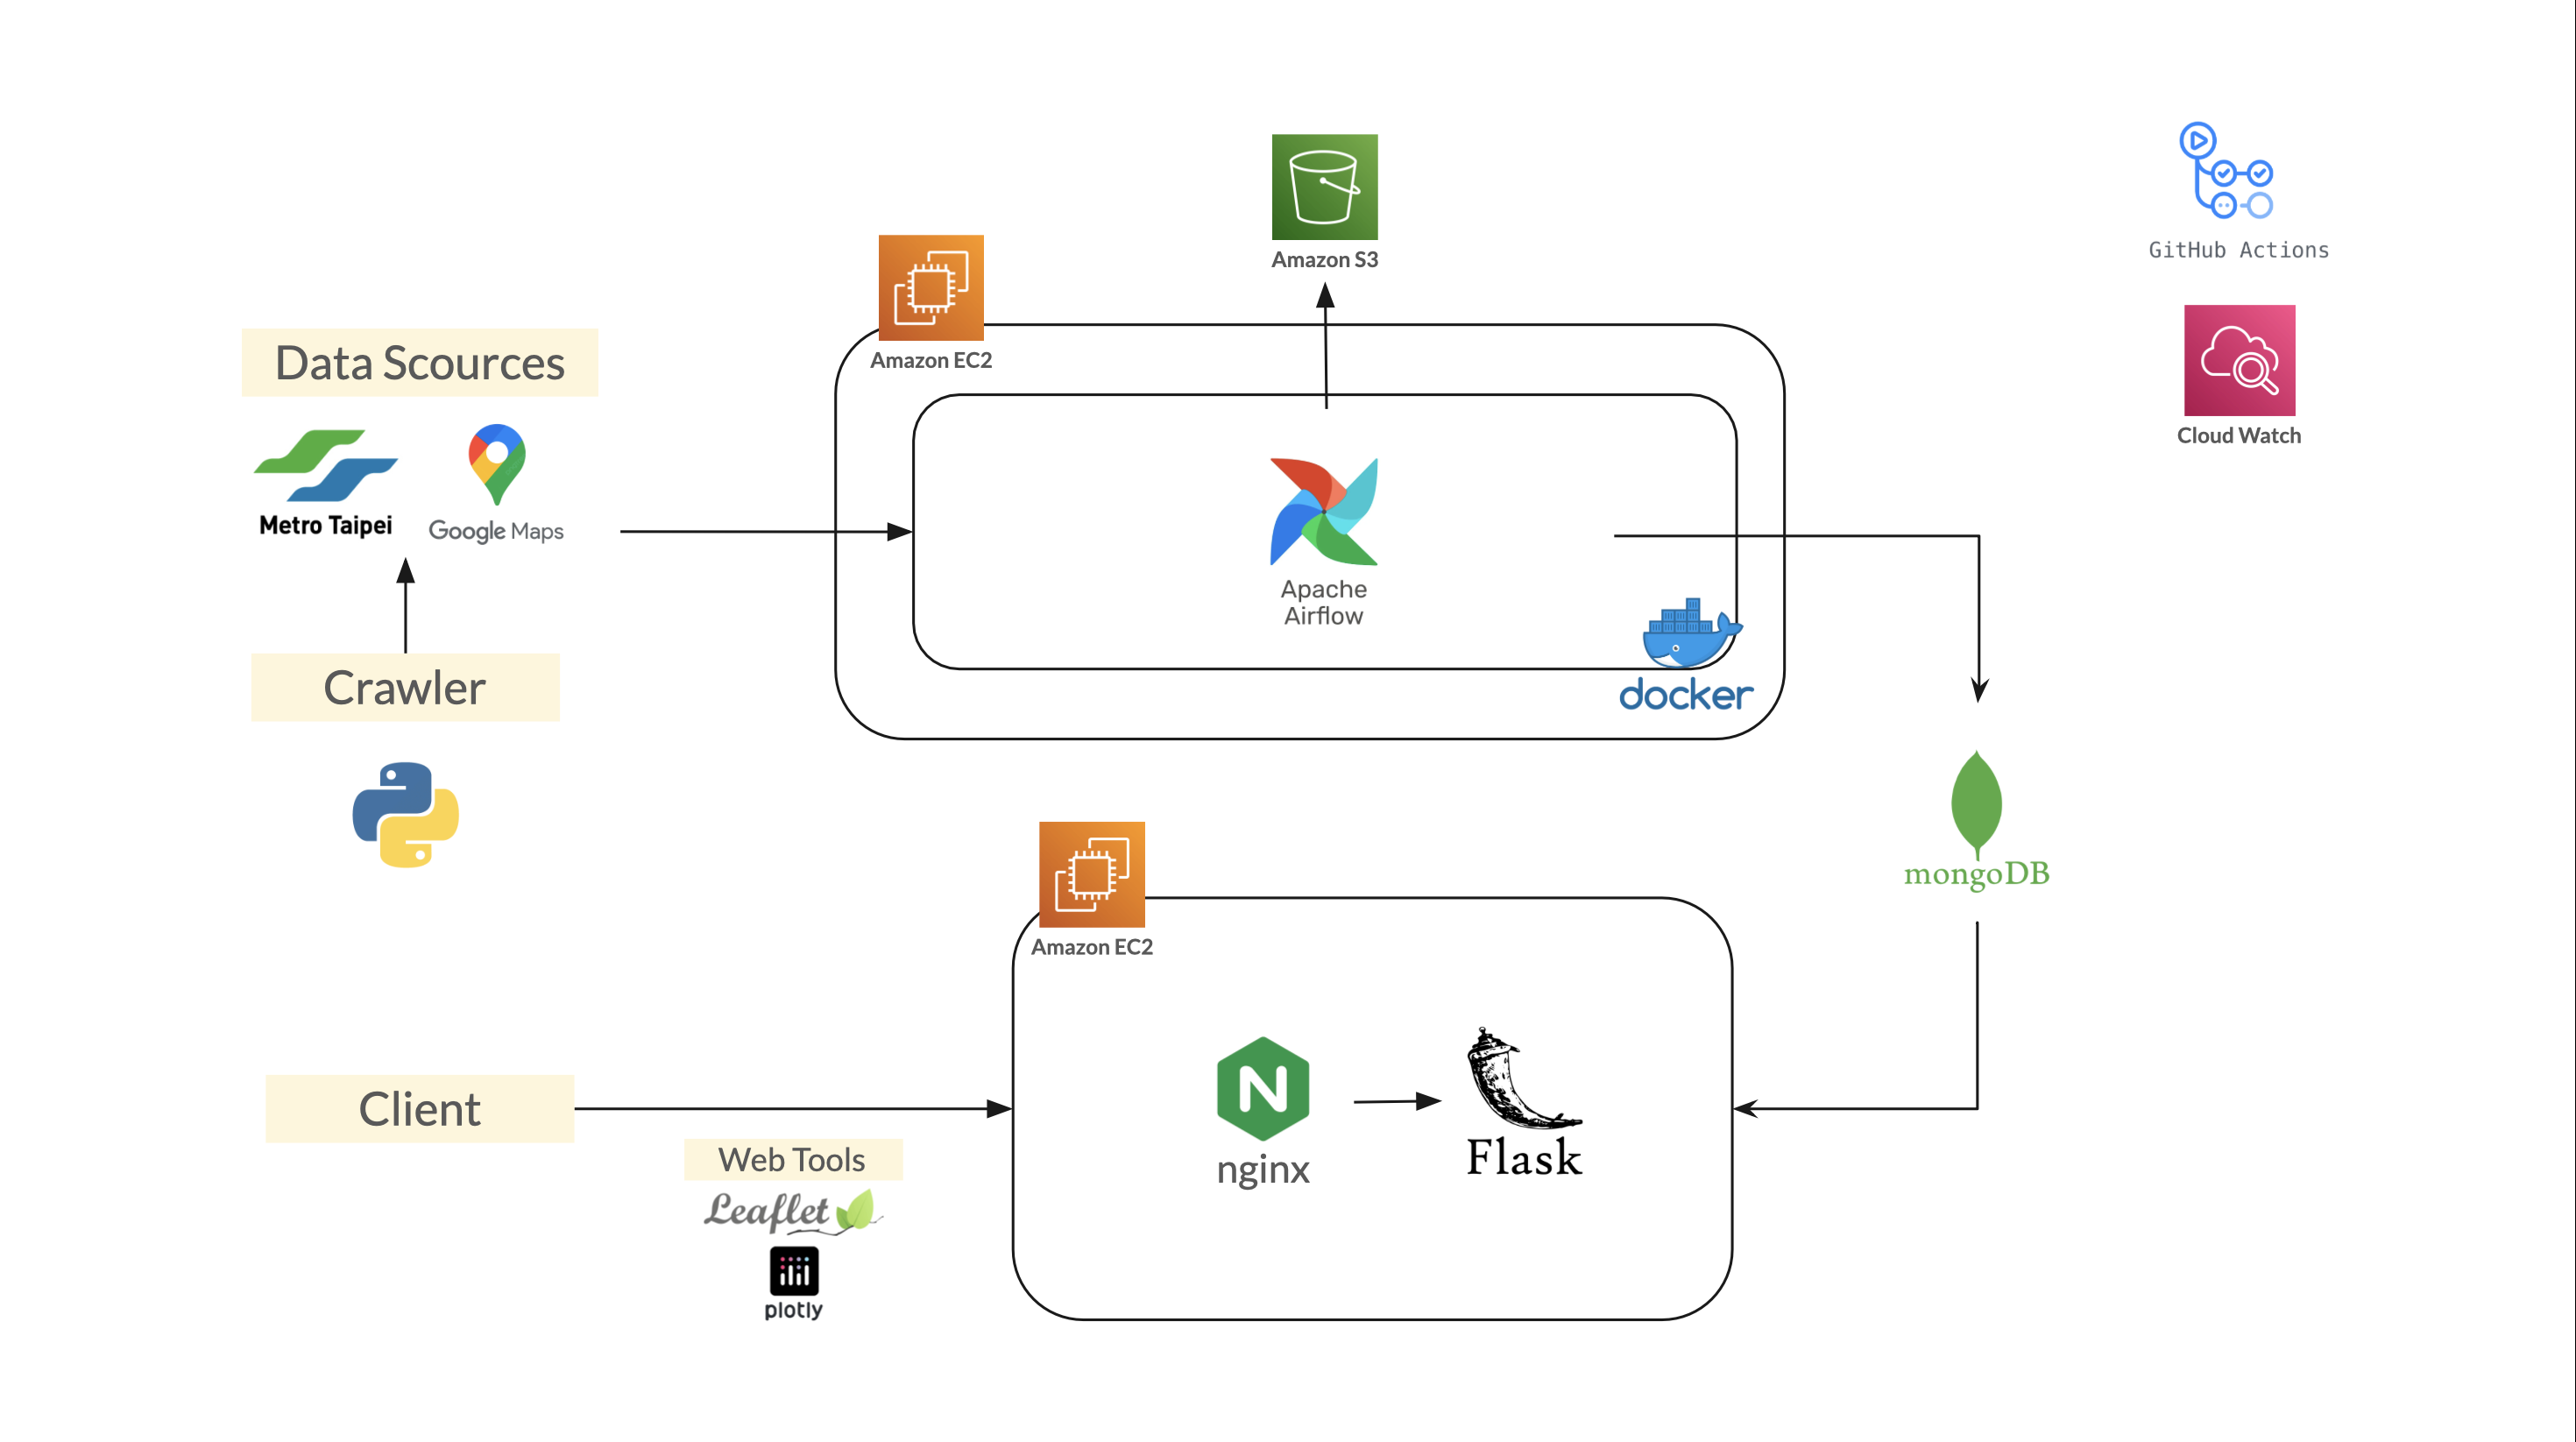 Amazon S3
GitHub Actions
Amazon EC2
Data Scources
Cloud Watch
Metro Taipei
Google Maps
Apache
Airflow
Crawler
docker
mongoDB
Amazon EC2
Client
Web Tools
nginx
Flask
Leaflet
plotly